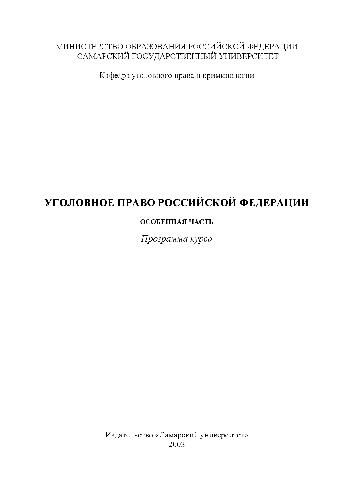 МИНИСТЕРСТВО ОБРАЗОВАНИЯ РОССИЙСКОЙ ФЕДЕРАЦИИ
САМАРСКИЙ ГОСУДАРСТВЕННЫЙ УНИВЕРСИТЕТ
Кафедра уголовного права и криминологии
УГОЛОВНОЕ ПРАВО РОССИЙСКОЙ ФЕДЕРАЦИИ
ОСОБЕННАЯ ЧАСТЬ
Программа курса
Издательство «Самарский университет»